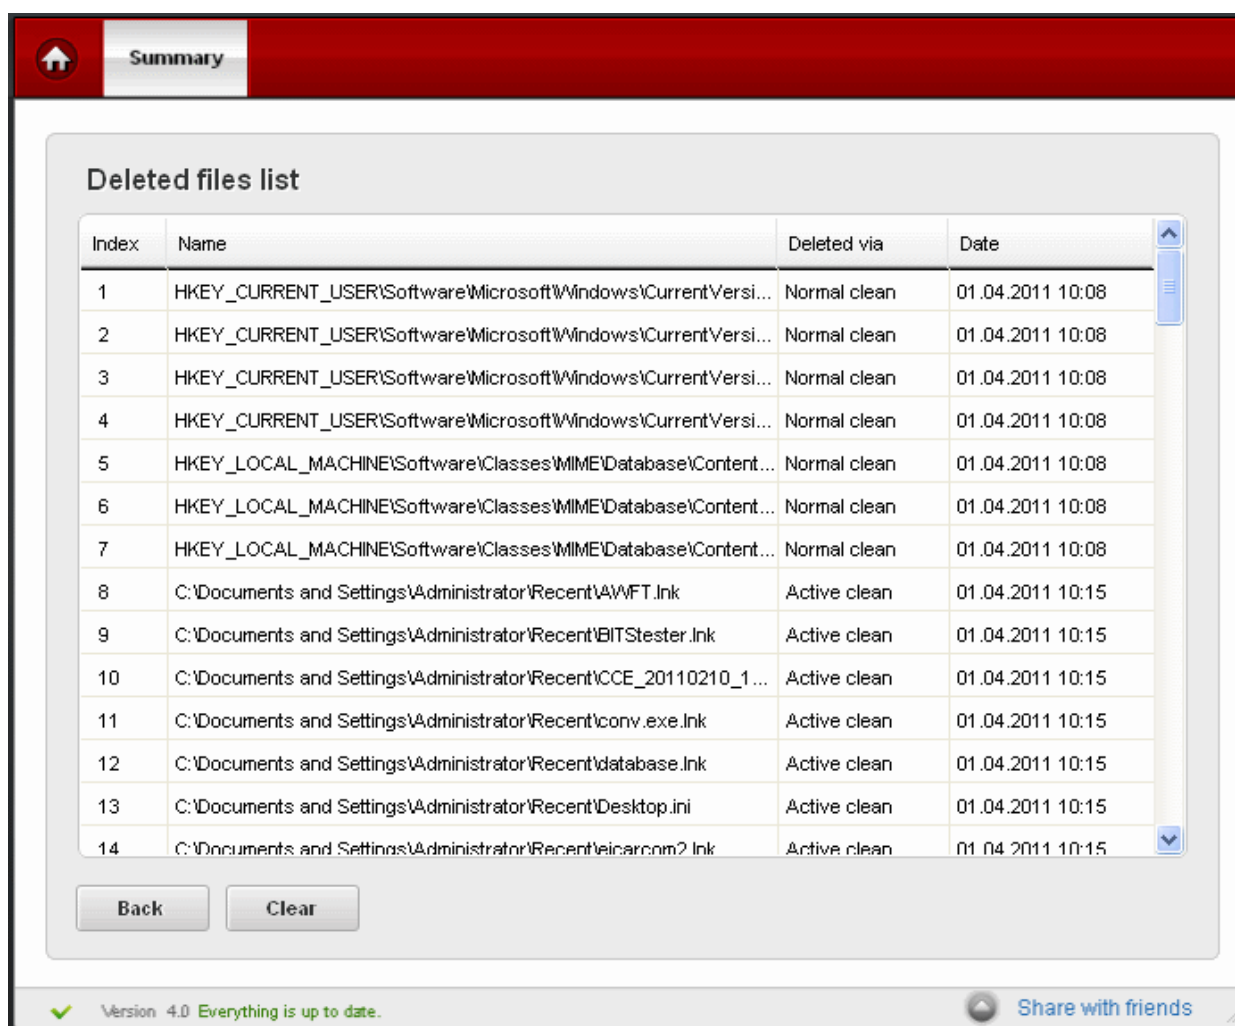 Summary
Deleted files list
Index Name Deleted via Date
1 HKEY_CURRENT_USER\Software\Microsoft\Windows\CurrentVersi... Normal clean 01.04.2011 10:08
2 HKEY_CURRENT_USER\Software\Microsoft\Windows\CurrentVersi... Normal clean 01.04.2011 10:08
3 HKEY_CURRENT_USER\Software\Microsoft\Windows\CurrentVersi... Normal clean 01.04.2011 10:08
4 HKEY_CURRENT_USER\Software\Microsoft\Windows\CurrentVersi... Normal clean 01.04.2011 10:08
5 HKEY_LOCAL_MACHINE\Software\Classes\MIME\Database\Content... Normal clean 01.04.2011 10:08
6 HKEY_LOCAL_MACHINE\Software\Classes\MIME\Database\Content... Normal clean 01.04.2011 10:08
7 HKEY_LOCAL_MACHINE\Software\Classes\MIME\Database\Content... Normal clean 01.04.2011 10:08
8 C:\Documents and Settings\Administrator\Recent\AWFT.lnk Active clean 01.04.2011 10:15
9 C:\Documents and Settings\Administrator\Recent\BITStester.lnk Active clean 01.04.2011 10:15
10 C:\Documents and Settings\Administrator\Recent\CCE_20110210_1... Active clean 01.04.2011 10:15
11 C:\Documents and Settings\Administrator\Recent\conv.exe.lnk Active clean 01.04.2011 10:15
12 C:\Documents and Settings\Administrator\Recent\database.lnk Active clean 01.04.2011 10:15
13 C:\Documents and Settings\Administrator\Recent\Desktop.ini Active clean 01.04.2011 10:15
14 C:\Documents and Settings\Administrator\Recent\eicarcom2.lnk Active clean 01.04.2011 10:15
Back Clear
Version 4.0 Everything is up to date. Share with friends